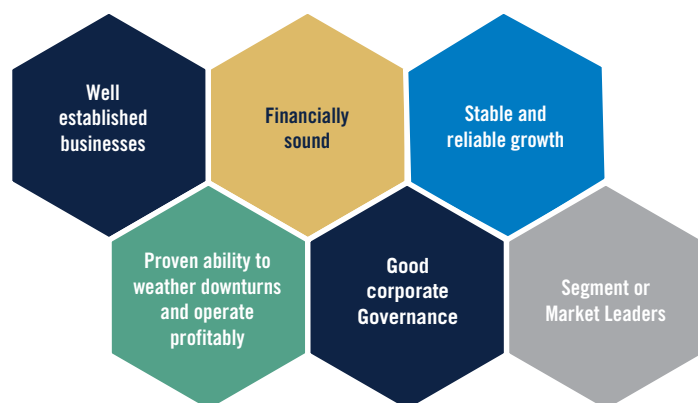 Well
established
businesses
Financially
sound
Stable and
reliable growth
Proven ability to
weather downturns
and operate
profitably
Good
corporate
Governance
Segment or
Market Leaders